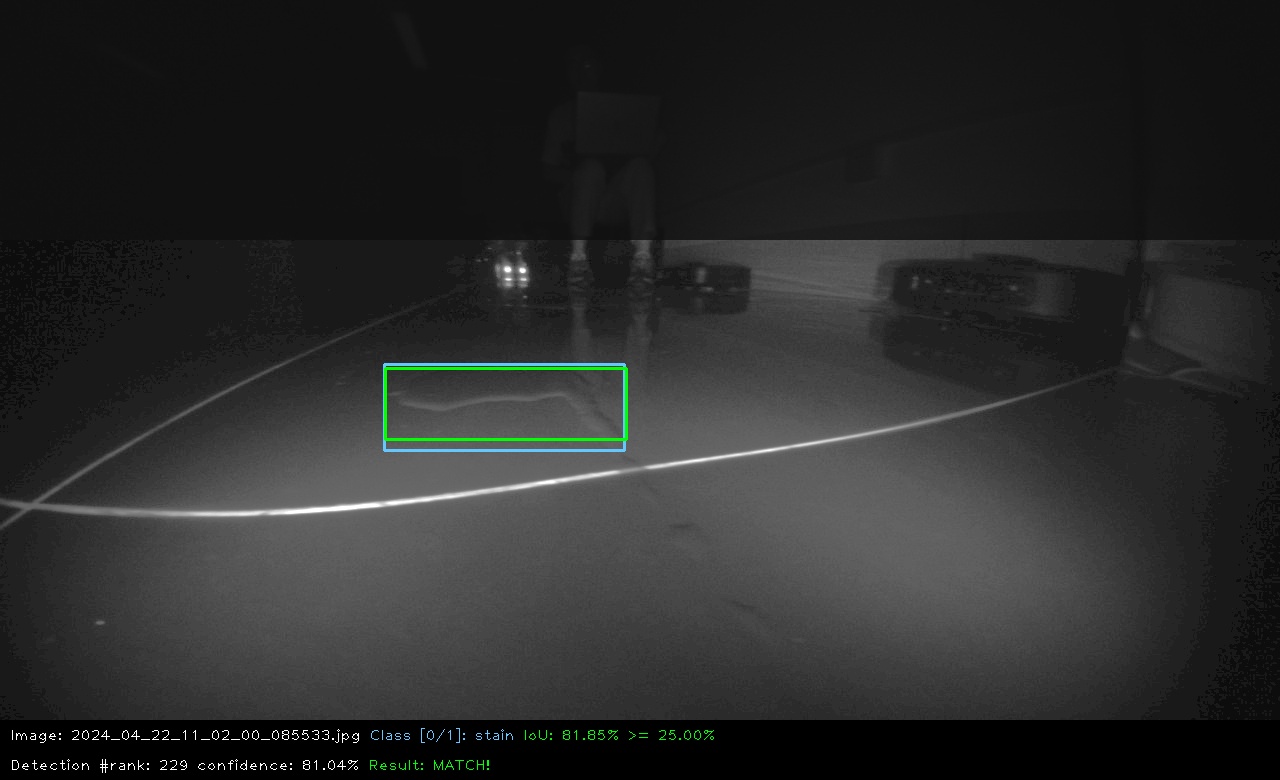 Image: 2024_04_22_11_02_00_085533.jpg Class [0/1]: stain IoU: 81.85% >= 25.00%
Detection #rank: 229 confidence: 81.04% Result: MATCH!